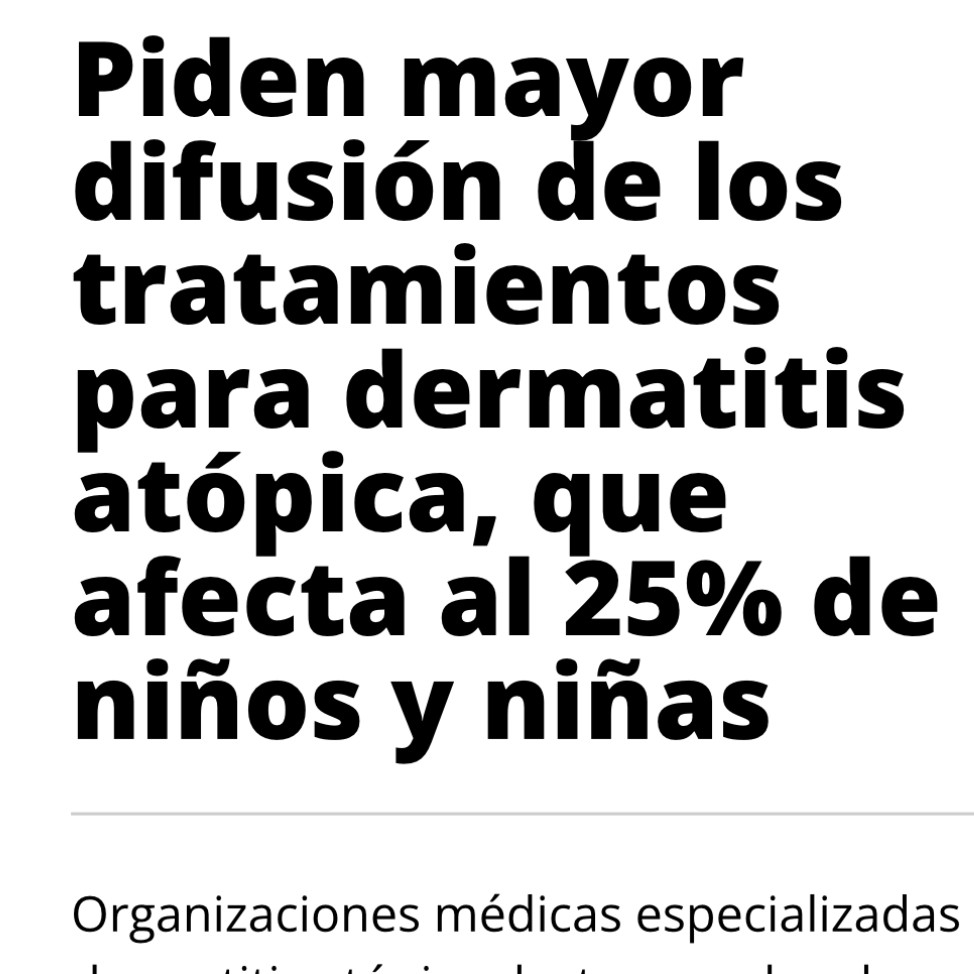 Piden mayor
difusión de los
tratamientos
para dermatitis
atópica, que
afecta al 25% de
niños y niñas
Organizaciones médicas especializadas